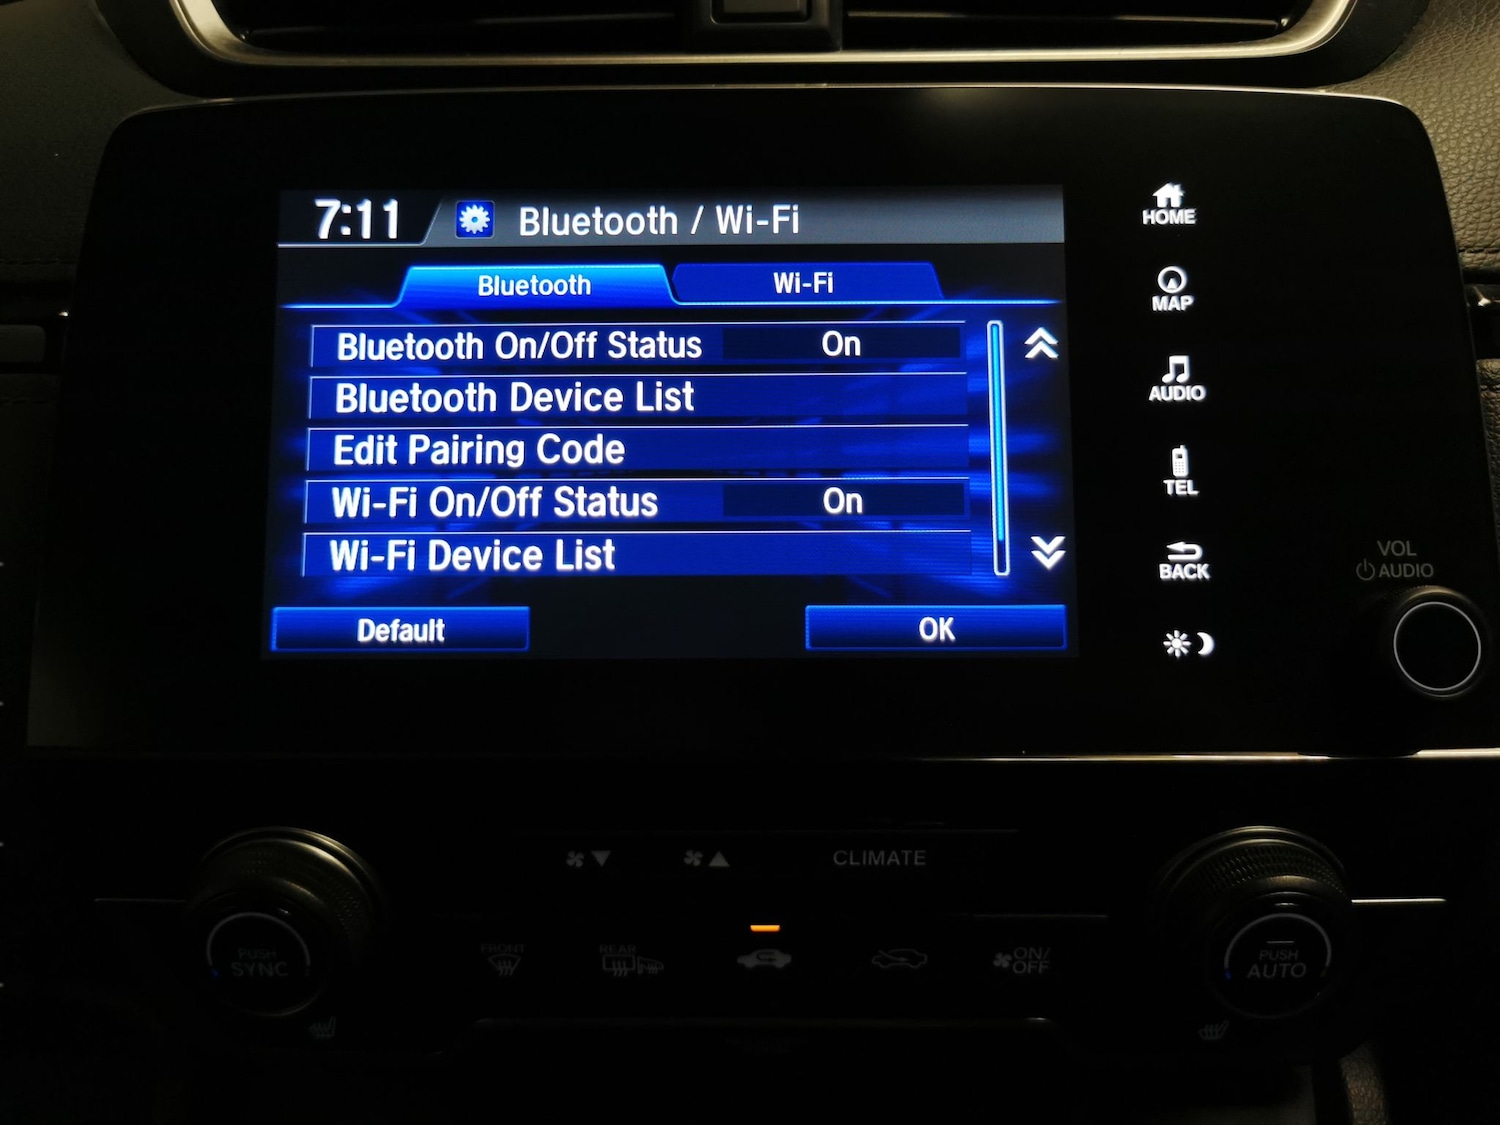 7:11 Bluetooth / Wi-Fi
Bluetooth Wi-Fi
Bluetooth On/Off Status On
Bluetooth Device List
Edit Pairing Code
Wi-Fi On/Off Status On
Wi-Fi Device List
Default OK
HOME
MAP
AUDIO
TEL
BACK
VOL
AUDIO
CLIMATE
PUSH
SYNC
FRONT
REAR
ON/
OFF
PUSH
AUTO